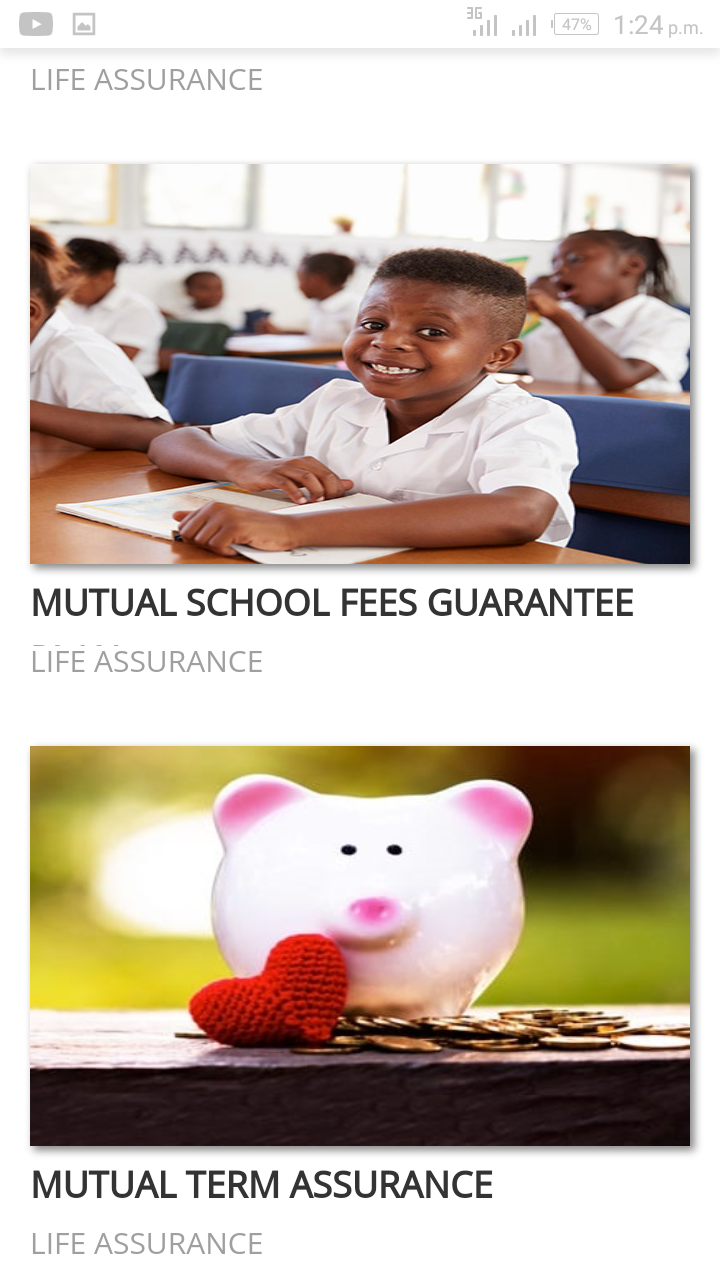 3G
47%
1:24 p.m.
LIFE ASSURANCE
MUTUAL SCHOOL FEES GUARANTEE
LIFE ASSURANCE
MUTUAL TERM ASSURANCE
LIFE ASSURANCE